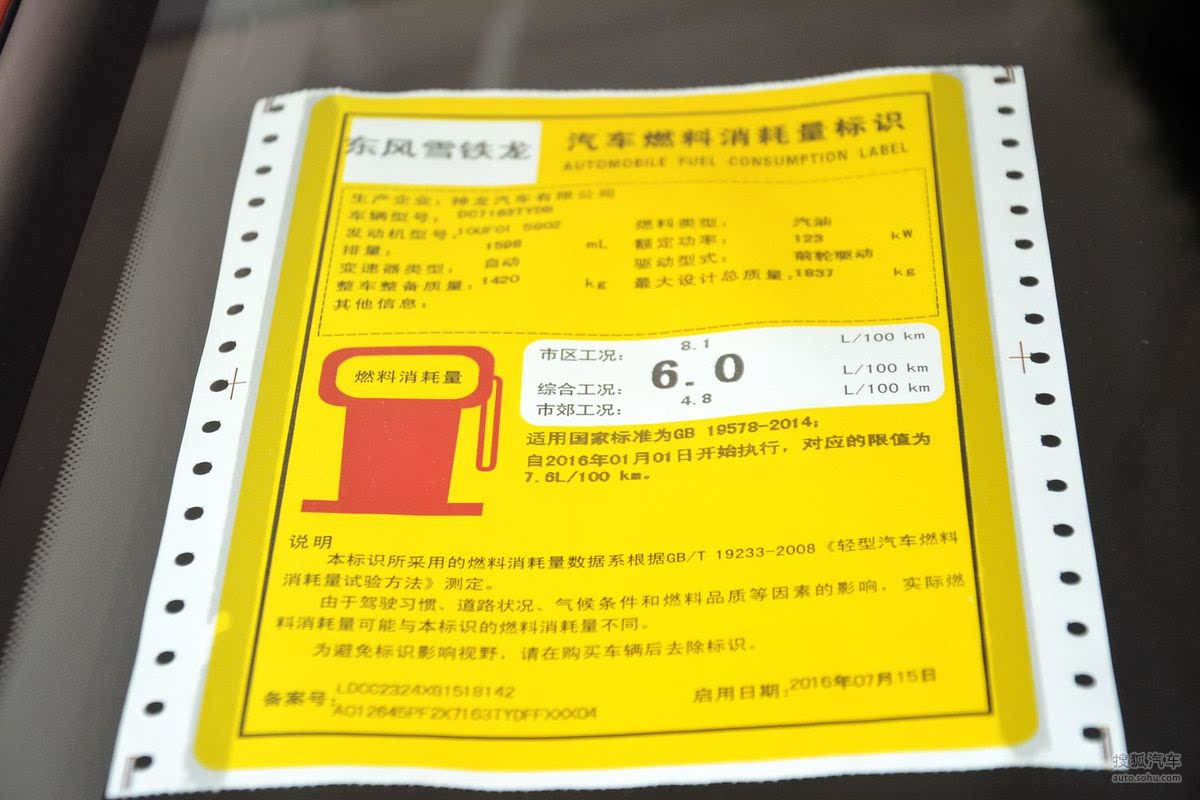 东风雪铁龙
汽车燃料消耗量标识
AUTOMOBILE FUEL CONSUMPTION LABEL
生产企业：神龙汽车有限公司
车辆型号： DC7163TYDB
发动机型号：10UF01 5902
燃料类型： 汽油
排量： 1598 mL
额定功率： 123 kW
变速器类型： 自动
驱动型式： 前轮驱动
整车整备质量：1420 kg
最大设计总质量：1837 kg
其他信息：
燃料消耗量
市区工况： 8.1 L/100 km
综合工况： 6.0 L/100 km
市郊工况： 4.8 L/100 km
适用国家标准为GB 19578-2014；
自2016年01月01日开始执行，对应的限值为
7.6L/100 km。
说明
本标识所采用的燃料消耗量数据系根据GB/T 19233-2008《轻型汽车燃料
消耗量试验方法》测定。
由于驾驶习惯、道路状况、气候条件和燃料品质等因素的影响，实际燃
料消耗量可能与本标识的燃料消耗量不同。
为避免标识影响视野，请在购买车辆后去除标识。
备案号：LDCC2324XG1518142
A012645PF2X7163TYDFFXXX04
启用日期：2016年07月15日
搜狐汽车
auto.sohu.com